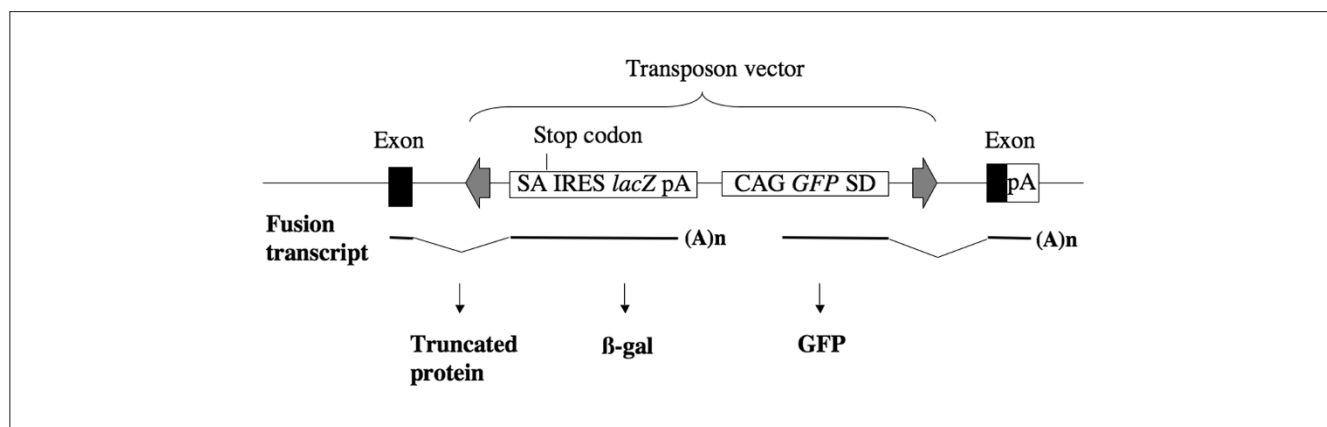 Transposon vector
Exon
Stop codon
Exon
SA IRES lacZ pA
CAG GFP SD
pA
Fusion
transcript
(A)n
(A)n
Truncated
protein
ß-gal
GFP